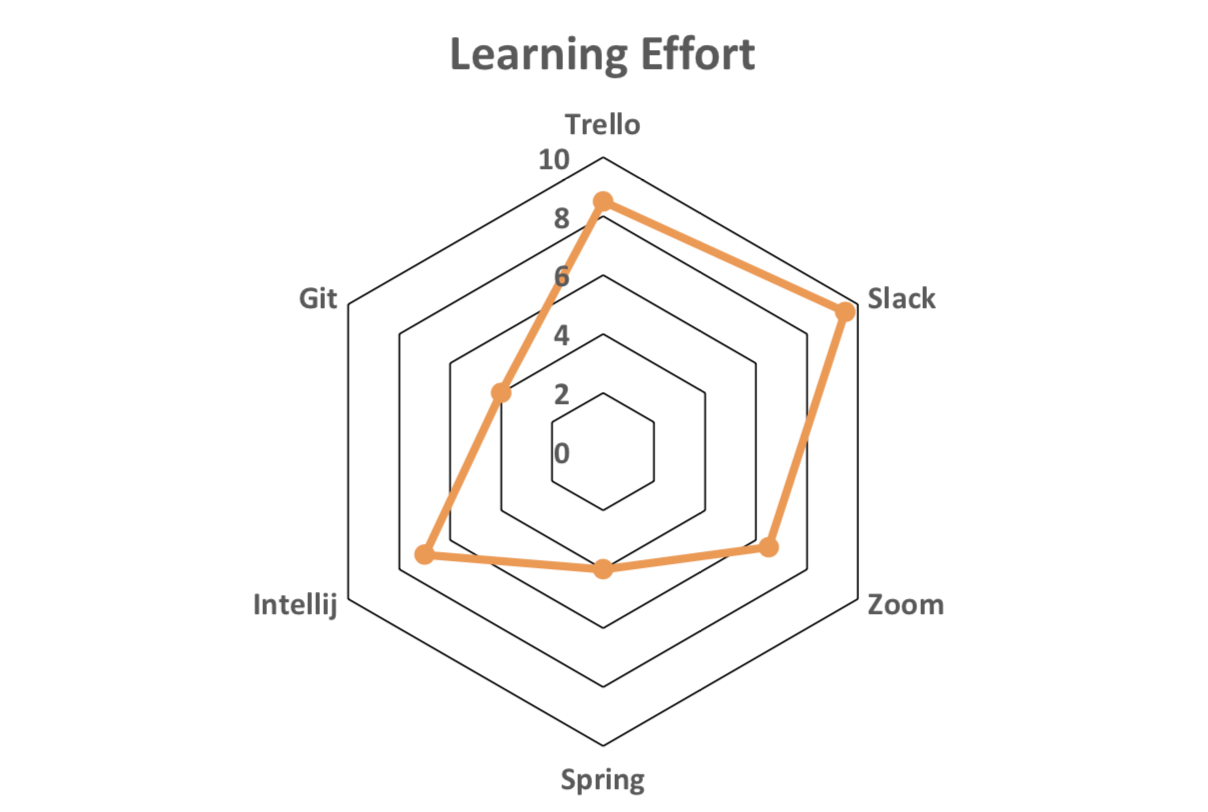 Learning Effort
Trello
10
8
Git
Slack
6
4
2
0
Intellij
Zoom
Spring